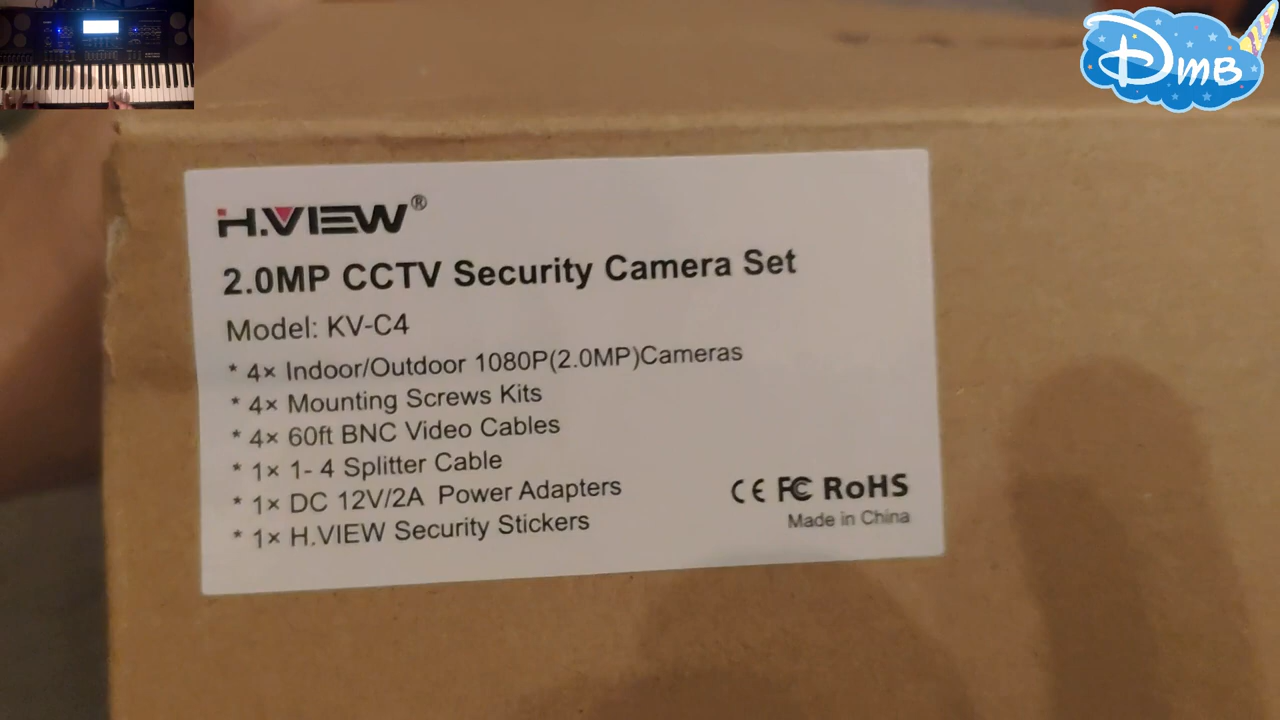 DmB
H.VIEW®
2.0MP CCTV Security Camera Set
Model: KV-C4
* 4× Indoor/Outdoor 1080P(2.0MP)Cameras
* 4× Mounting Screws Kits
* 4× 60ft BNC Video Cables
* 1× 1- 4 Splitter Cable
* 1× DC 12V/2A Power Adapters
* 1× H.VIEW Security Stickers
CE FC RoHS
Made in China